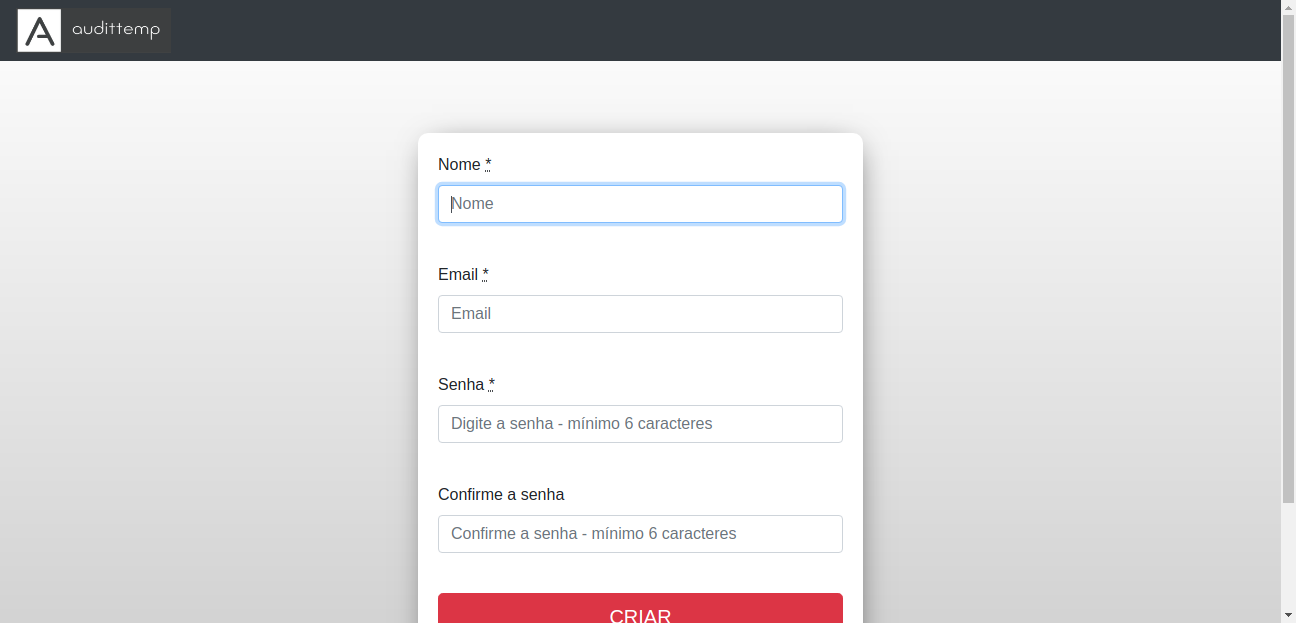 A audittemp
Nome *
Nome
Email *
Email
Senha *
Digite a senha - mínimo 6 caracteres
Confirme a senha
Confirme a senha - mínimo 6 caracteres
CRIAR